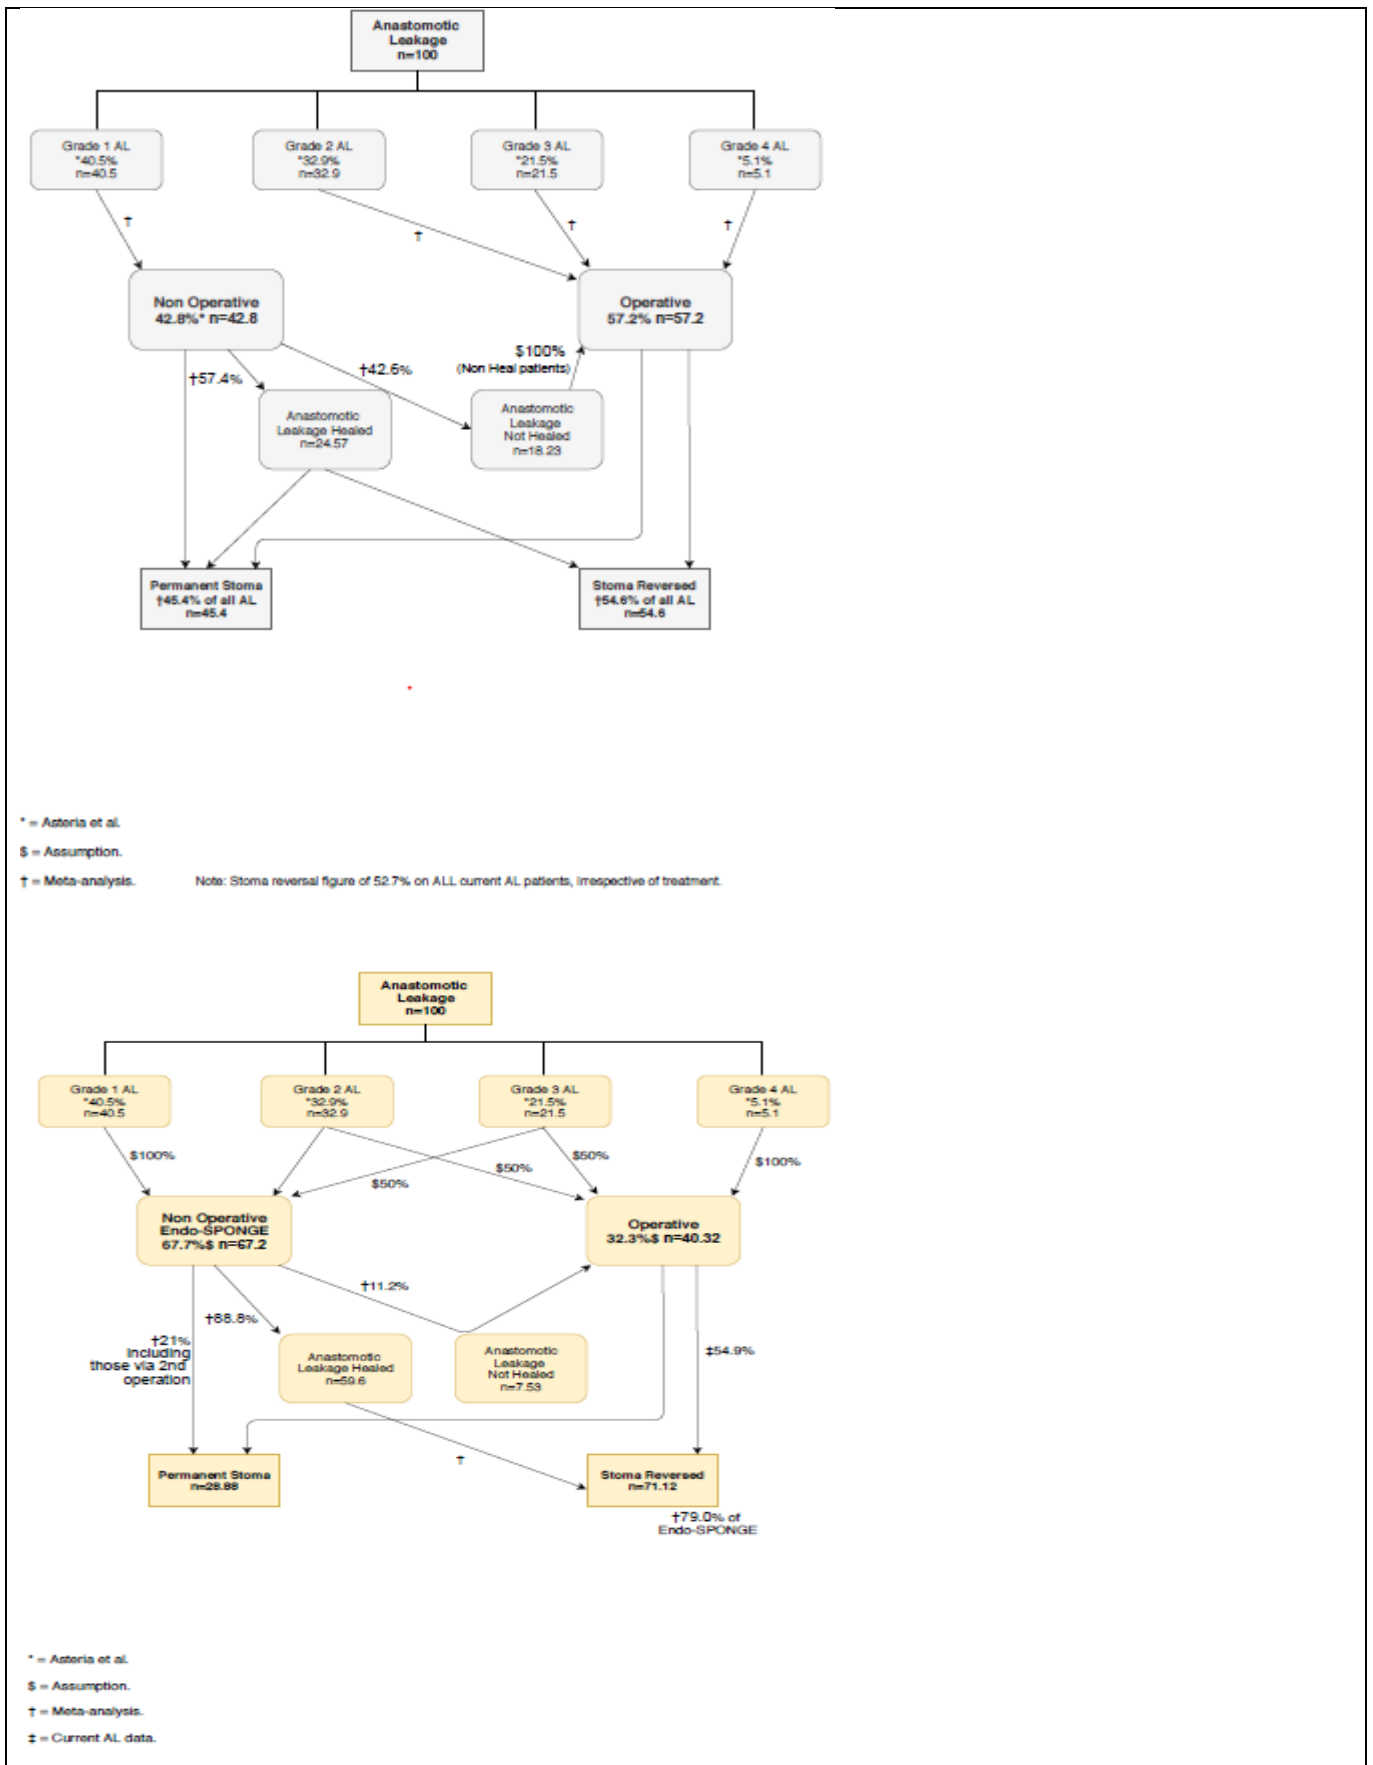 Anastomotic
Leakage
n=100
Grade 1 AL
*40.5%
n=40.5
Grade 2 AL
*32.9%
n=32.9
Grade 3 AL
*21.5%
n=21.5
Grade 4 AL
*5.1%
n=5.1
†
†
†
†
Non Operative
42.8%* n=42.8
Operative
57.2% n=57.2
†57.4%
†42.6%
$100%
(Non Heal patients)
Anastomotic
Leakage Healed
n=24.57
Anastomotic
Leakage
Not Healed
n=18.23
Permanent Stoma
†45.4% of all AL
n=45.4
Stoma Reversed
†54.6% of all AL
n=54.6
* = Asteria et al.
$ = Assumption.
† = Meta-analysis.
Note: Stoma reversal figure of 52.7% on ALL current AL patients, irrespective of treatment.
Anastomotic
Leakage
n=100
Grade 1 AL
*40.5%
n=40.5
Grade 2 AL
*32.9%
n=32.9
Grade 3 AL
*21.5%
n=21.5
Grade 4 AL
*5.1%
n=5.1
$100%
$50%
$50%
$50%
$100%
Non Operative
Endo-SPONGE
67.7%$ n=67.2
Operative
32.3%$ n=40.32
†11.2%
†88.8%
†21%
including
those via 2nd
operation
‡54.9%
Anastomotic
Leakage Healed
n=59.6
Anastomotic
Leakage
Not Healed
n=7.53
†
Permanent Stoma
n=28.88
Stoma Reversed
n=71.12
†79.0% of
Endo-SPONGE
* = Asteria et al.
$ = Assumption.
† = Meta-analysis.
‡ = Current AL data.